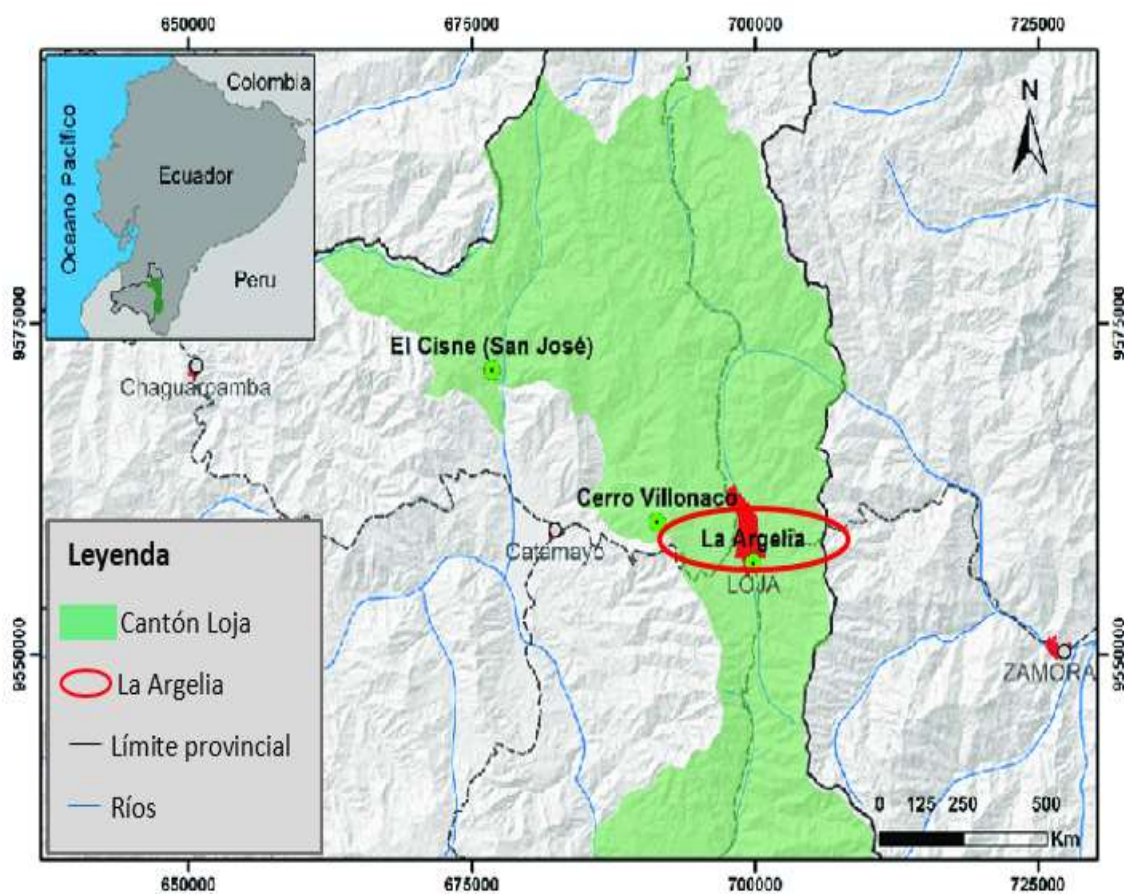 650000
675000
700000
725000
Colombia
Ecuador
Oceano Pacifico
Peru
N
9575000
9575000
El Cisne (San José)
Chaguarpamba
Cerro Villonaco
La Argelia
Catamayo
LOJA
9550000
9550000
ZAMORA
Leyenda
Cantón Loja
La Argelia
Límite provincial
Ríos
0 125 250 500
Km
650000
675000
700000
725000